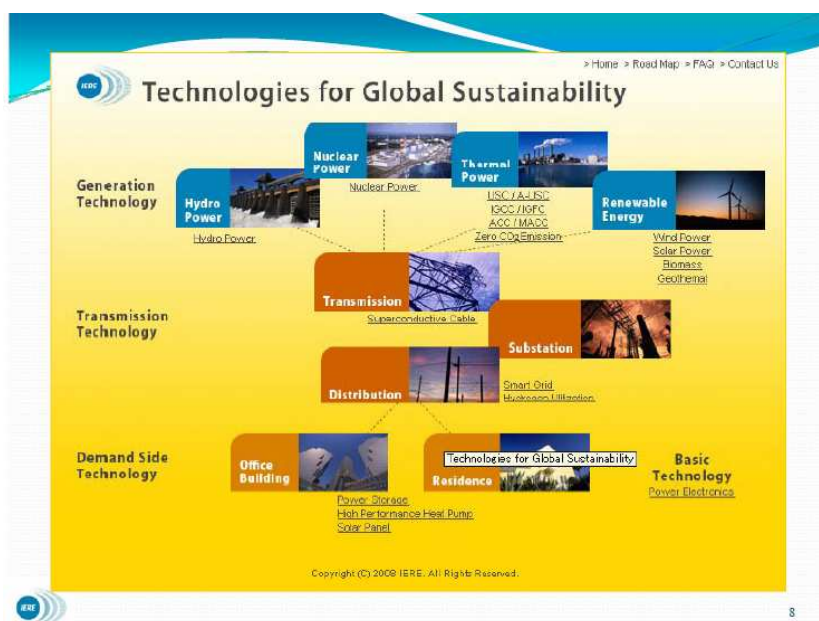 > Home > Road Map > FAQ > Contact Us
IERE
Technologies for Global Sustainability
Generation
Technology
Hydro
Power
Hydro Power
Nuclear
Power
Nuclear Power
Thermal
Power
USC / A-USC
IGCC / IGFC
ACC / MACC
Zero CO2 Emission
Renewable
Energy
Wind Power
Solar Power
Biomass
Geothemal
Transmission
Technology
Transmission
Superconductive Cable
Substation
Distribution
Smart Grid
Hydrogen Utilization
Demand Side
Technology
Office
Building
Power Storage
High Performance Heat Pump
Solar Panel
Technologies for Global Sustainability
Residence
Basic
Technology
Power Electronics
Copyright (C) 2008 IERE. All Rights Reserved.
IERE
8